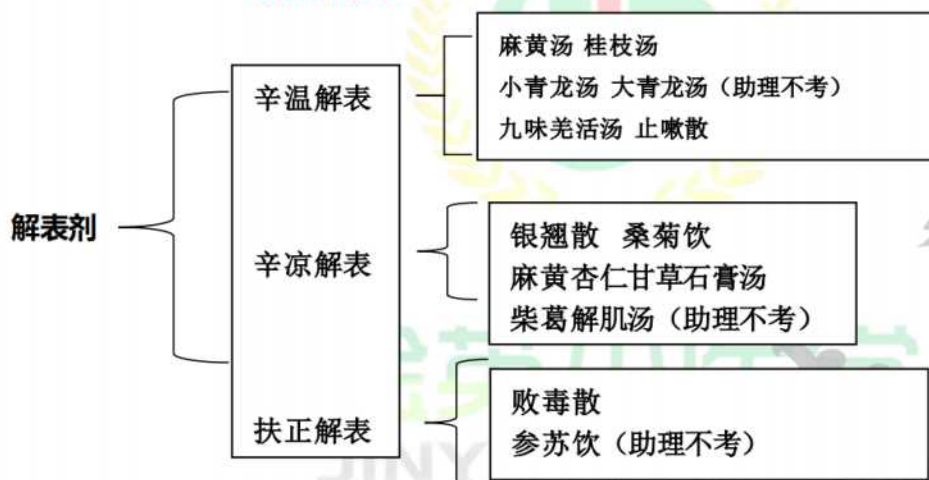 解表剂
辛温解表
麻黄汤 桂枝汤
小青龙汤 大青龙汤（助理不考）
九味羌活汤 止嗽散
辛凉解表
银翘散 桑菊饮
麻黄杏仁甘草石膏汤
柴葛解肌汤（助理不考）
扶正解表
败毒散
参苏饮（助理不考）